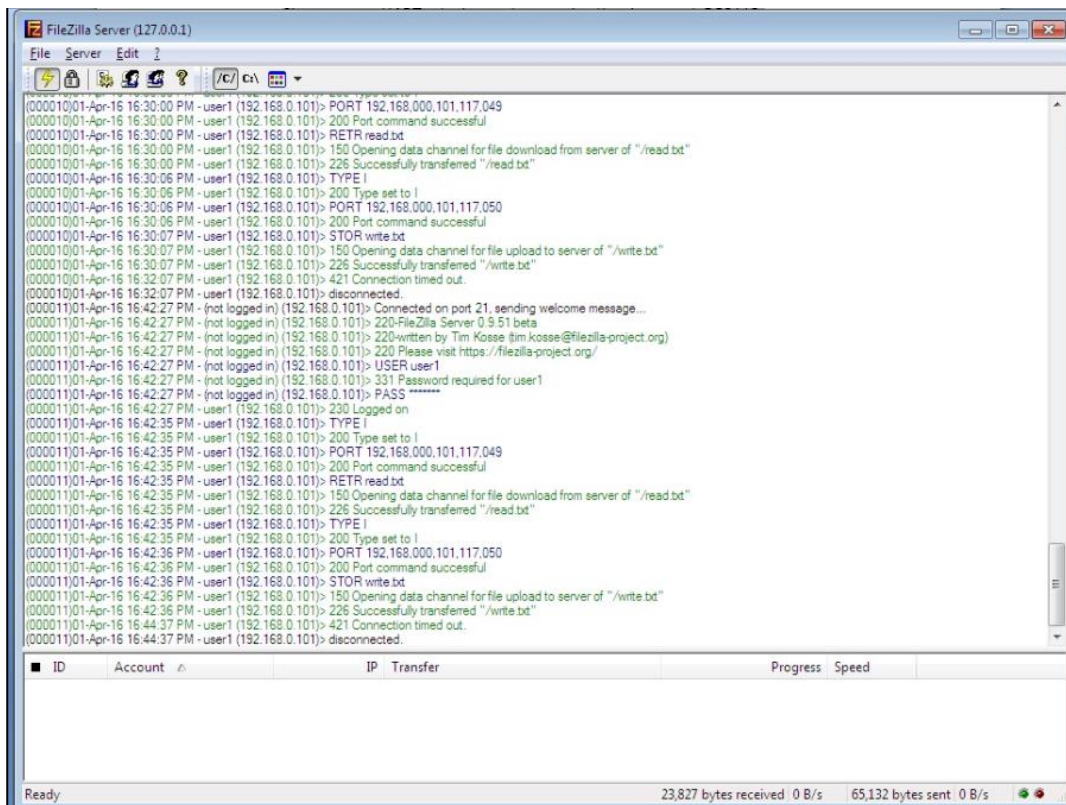 FileZilla Server (127.0.0.1)
File Server Edit ?
/C/ C:\
(000010)01-Apr-16 16:30:00 PM - user1 (192.168.0.101)> PORT 192,168,000,101,117,049
(000010)01-Apr-16 16:30:00 PM - user1 (192.168.0.101)> 200 Port command successful
(000010)01-Apr-16 16:30:00 PM - user1 (192.168.0.101)> RETR read.txt
(000010)01-Apr-16 16:30:00 PM - user1 (192.168.0.101)> 150 Opening data channel for file download from server of "/read.txt"
(000010)01-Apr-16 16:30:00 PM - user1 (192.168.0.101)> 226 Successfully transferred "/read.txt"
(000010)01-Apr-16 16:30:06 PM - user1 (192.168.0.101)> TYPE I
(000010)01-Apr-16 16:30:06 PM - user1 (192.168.0.101)> 200 Type set to I
(000010)01-Apr-16 16:30:06 PM - user1 (192.168.0.101)> PORT 192,168,000,101,117,050
(000010)01-Apr-16 16:30:06 PM - user1 (192.168.0.101)> 200 Port command successful
(000010)01-Apr-16 16:30:07 PM - user1 (192.168.0.101)> STOR write.txt
(000010)01-Apr-16 16:30:07 PM - user1 (192.168.0.101)> 150 Opening data channel for file upload to server of "/write.txt"
(000010)01-Apr-16 16:30:07 PM - user1 (192.168.0.101)> 226 Successfully transferred "/write.txt"
(000010)01-Apr-16 16:32:07 PM - user1 (192.168.0.101)> 421 Connection timed out.
(000010)01-Apr-16 16:32:07 PM - user1 (192.168.0.101)> disconnected.
(000011)01-Apr-16 16:42:27 PM - (not logged in) (192.168.0.101)> Connected on port 21, sending welcome message...
(000011)01-Apr-16 16:42:27 PM - (not logged in) (192.168.0.101)> 220-FileZilla Server 0.9.51 beta
(000011)01-Apr-16 16:42:27 PM - (not logged in) (192.168.0.101)> 220-written by Tim Kosse (tim.kosse@filezilla-project.org)
(000011)01-Apr-16 16:42:27 PM - (not logged in) (192.168.0.101)> 220 Please visit https://filezilla-project.org/
(000011)01-Apr-16 16:42:27 PM - (not logged in) (192.168.0.101)> USER user1
(000011)01-Apr-16 16:42:27 PM - (not logged in) (192.168.0.101)> 331 Password required for user1
(000011)01-Apr-16 16:42:27 PM - (not logged in) (192.168.0.101)> PASS *******
(000011)01-Apr-16 16:42:27 PM - user1 (192.168.0.101)> 230 Logged on
(000011)01-Apr-16 16:42:35 PM - user1 (192.168.0.101)> TYPE I
(000011)01-Apr-16 16:42:35 PM - user1 (192.168.0.101)> 200 Type set to I
(000011)01-Apr-16 16:42:35 PM - user1 (192.168.0.101)> PORT 192,168,000,101,117,049
(000011)01-Apr-16 16:42:35 PM - user1 (192.168.0.101)> 200 Port command successful
(000011)01-Apr-16 16:42:35 PM - user1 (192.168.0.101)> RETR read.txt
(000011)01-Apr-16 16:42:35 PM - user1 (192.168.0.101)> 150 Opening data channel for file download from server of "/read.txt"
(000011)01-Apr-16 16:42:35 PM - user1 (192.168.0.101)> 226 Successfully transferred "/read.txt"
(000011)01-Apr-16 16:42:35 PM - user1 (192.168.0.101)> TYPE I
(000011)01-Apr-16 16:42:35 PM - user1 (192.168.0.101)> 200 Type set to I
(000011)01-Apr-16 16:42:36 PM - user1 (192.168.0.101)> PORT 192,168,000,101,117,050
(000011)01-Apr-16 16:42:36 PM - user1 (192.168.0.101)> 200 Port command successful
(000011)01-Apr-16 16:42:36 PM - user1 (192.168.0.101)> STOR write.txt
(000011)01-Apr-16 16:42:36 PM - user1 (192.168.0.101)> 150 Opening data channel for file upload to server of "/write.txt"
(000011)01-Apr-16 16:42:36 PM - user1 (192.168.0.101)> 226 Successfully transferred "/write.txt"
(000011)01-Apr-16 16:44:37 PM - user1 (192.168.0.101)> 421 Connection timed out.
(000011)01-Apr-16 16:44:37 PM - user1 (192.168.0.101)> disconnected.
ID Account IP Transfer Progress Speed
Ready 23,827 bytes received 0 B/s 65,132 bytes sent 0 B/s